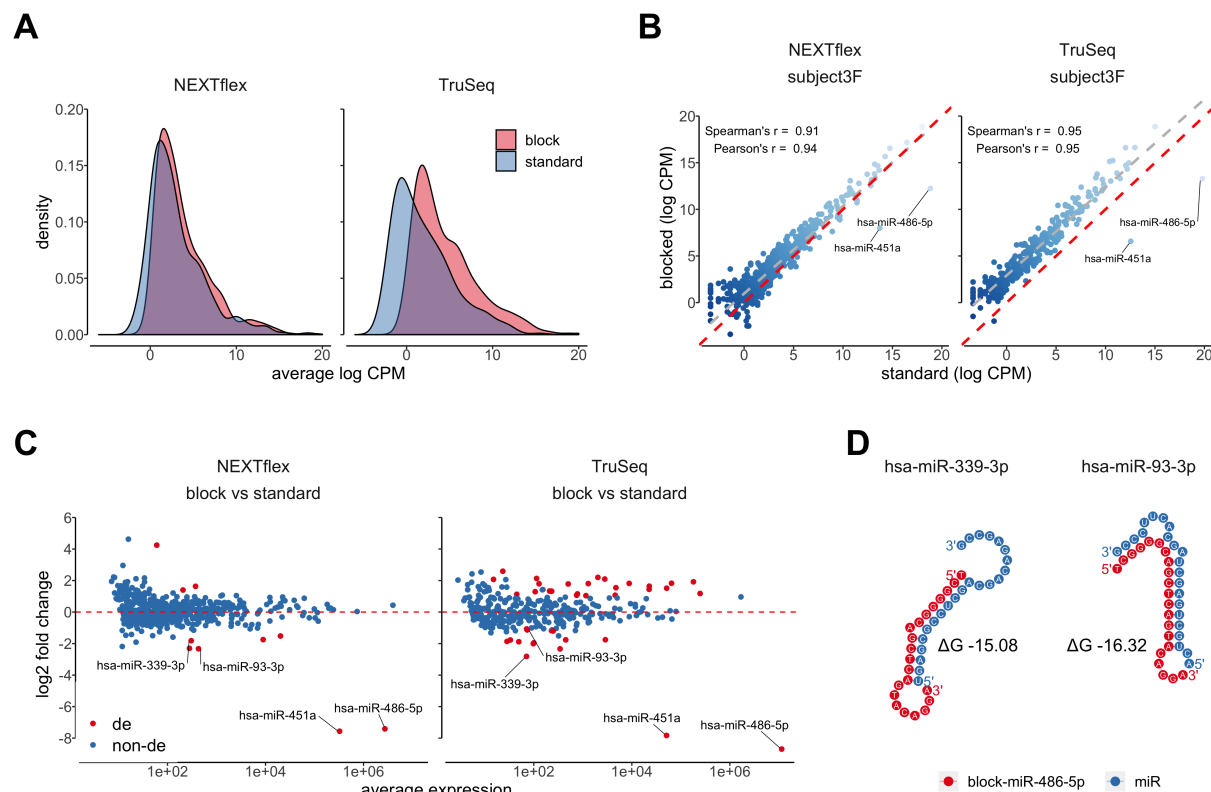 A
NEXTflex
TruSeq
0.20
0.15
0.10
0.05
0.00
density
block
standard
0 10 20
0 10 20
average log CPM
B
NEXTflex
subject3F
TruSeq
subject3F
Spearman's r = 0.91
Pearson's r = 0.94
Spearman's r = 0.95
Pearson's r = 0.95
20
15
10
5
0
blocked (log CPM)
hsa-miR-486-5p
hsa-miR-451a
hsa-miR-486-5p
hsa-miR-451a
0 5 10 15 20
0 5 10 15 20
standard (log CPM)
C
NEXTflex
block vs standard
TruSeq
block vs standard
6
4
2
0
-2
-4
-6
-8
log2 fold change
hsa-miR-339-3p
hsa-miR-93-3p
hsa-miR-451a
hsa-miR-486-5p
de
non-de
hsa-miR-93-3p
hsa-miR-339-3p
hsa-miR-451a
hsa-miR-486-5p
1e+02 1e+04 1e+06
1e+02 1e+04 1e+06
average expression
D
hsa-miR-339-3p
hsa-miR-93-3p
3'
5'
5'
3'
ΔG -15.08
3'
5'
5'
3'
ΔG -16.32
block-miR-486-5p
miR